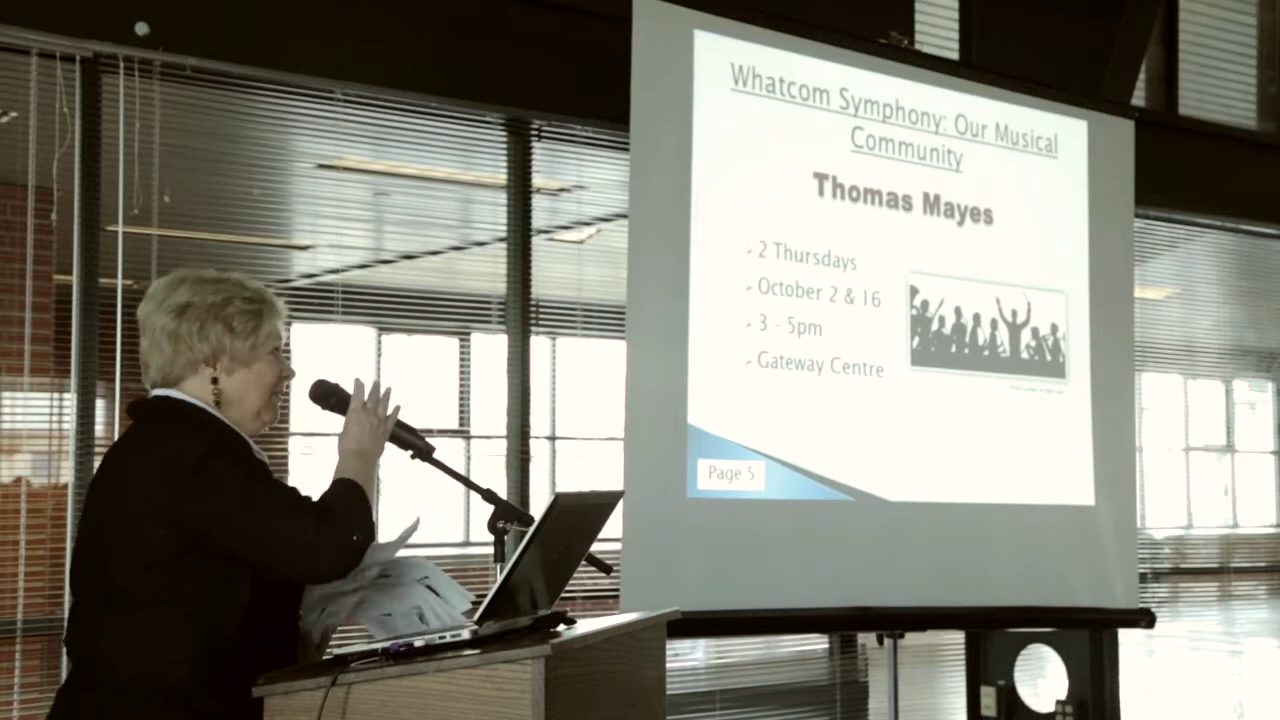 Whatcom Symphony: Our Musical
Community
Thomas Mayes
2 Thursdays
October 2 & 16
3 - 5pm
Gateway Centre
Page 5